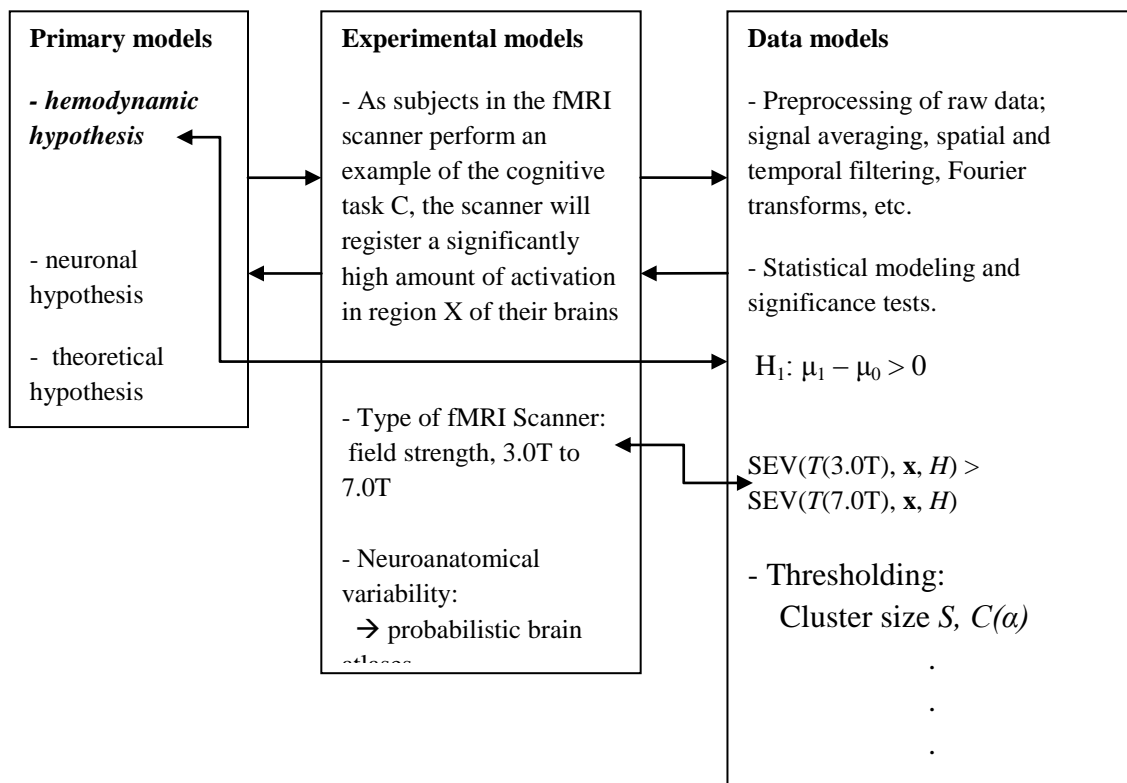 Primary models
- hemodynamic
hypothesis
- neuronal
hypothesis
- theoretical
hypothesis
Experimental models
- As subjects in the fMRI
scanner perform an
example of the cognitive
task C, the scanner will
register a significantly
high amount of activation
in region X of their brains
- Type of fMRI Scanner:
field strength, 3.0T to
7.0T
- Neuroanatomical
variability:
→ probabilistic brain
atlases
Data models
- Preprocessing of raw data;
signal averaging, spatial and
temporal filtering, Fourier
transforms, etc.
- Statistical modeling and
significance tests.
H₁: μ₁ – μ₀ > 0
SEV(T(3.0T), x, H) >
SEV(T(7.0T), x, H)
- Thresholding:
Cluster size S, C(α)
.
.
.